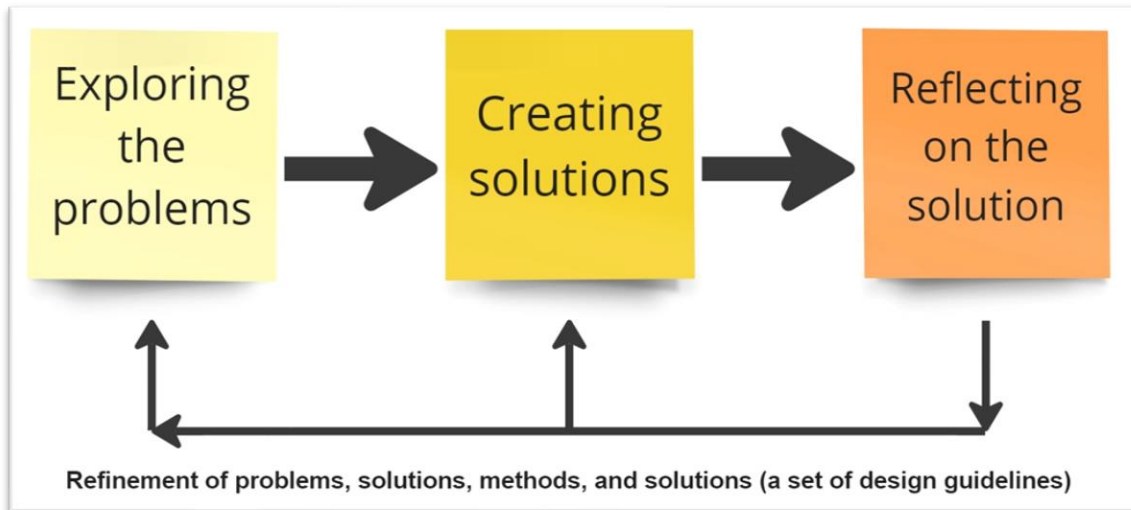 Exploring
the
problems
Creating
solutions
Reflecting
on the
solution
Refinement of problems, solutions, methods, and solutions (a set of design guidelines)